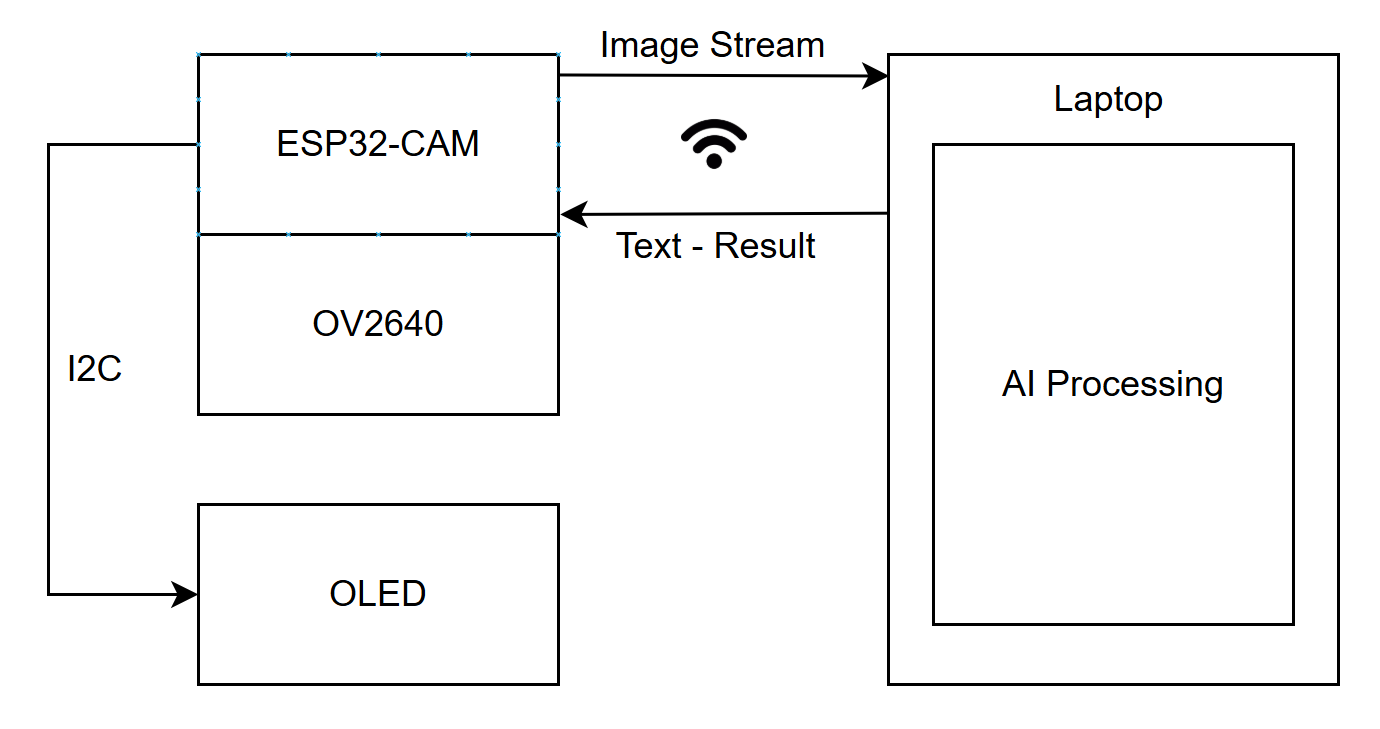 Image Stream
Laptop
ESP32-CAM
Text - Result
OV2640
I2C
AI Processing
OLED